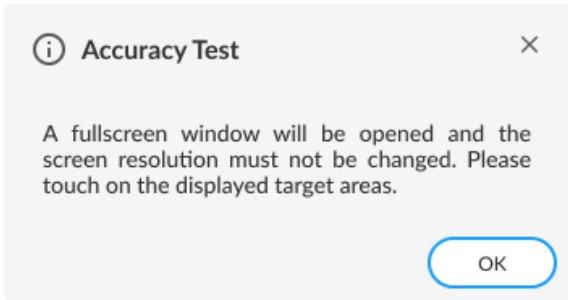 Accuracy Test
A fullscreen window will be opened and the
screen resolution must not be changed. Please
touch on the displayed target areas.
OK